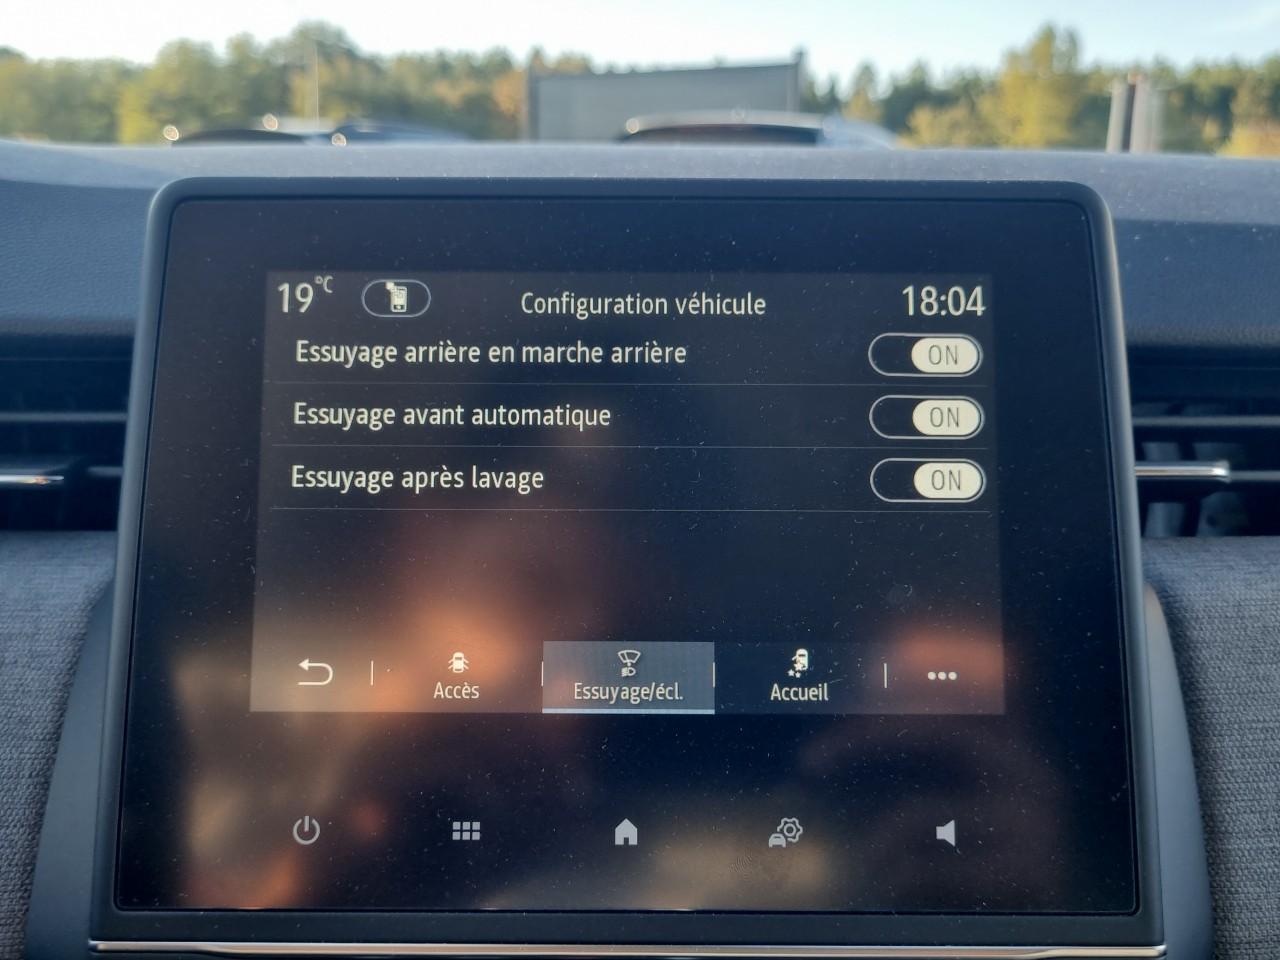 19°C Configuration véhicule 18:04
Essuyage arrière en marche arrière ON
Essuyage avant automatique ON
Essuyage après lavage ON
Accès Essuyage/écl. Accueil